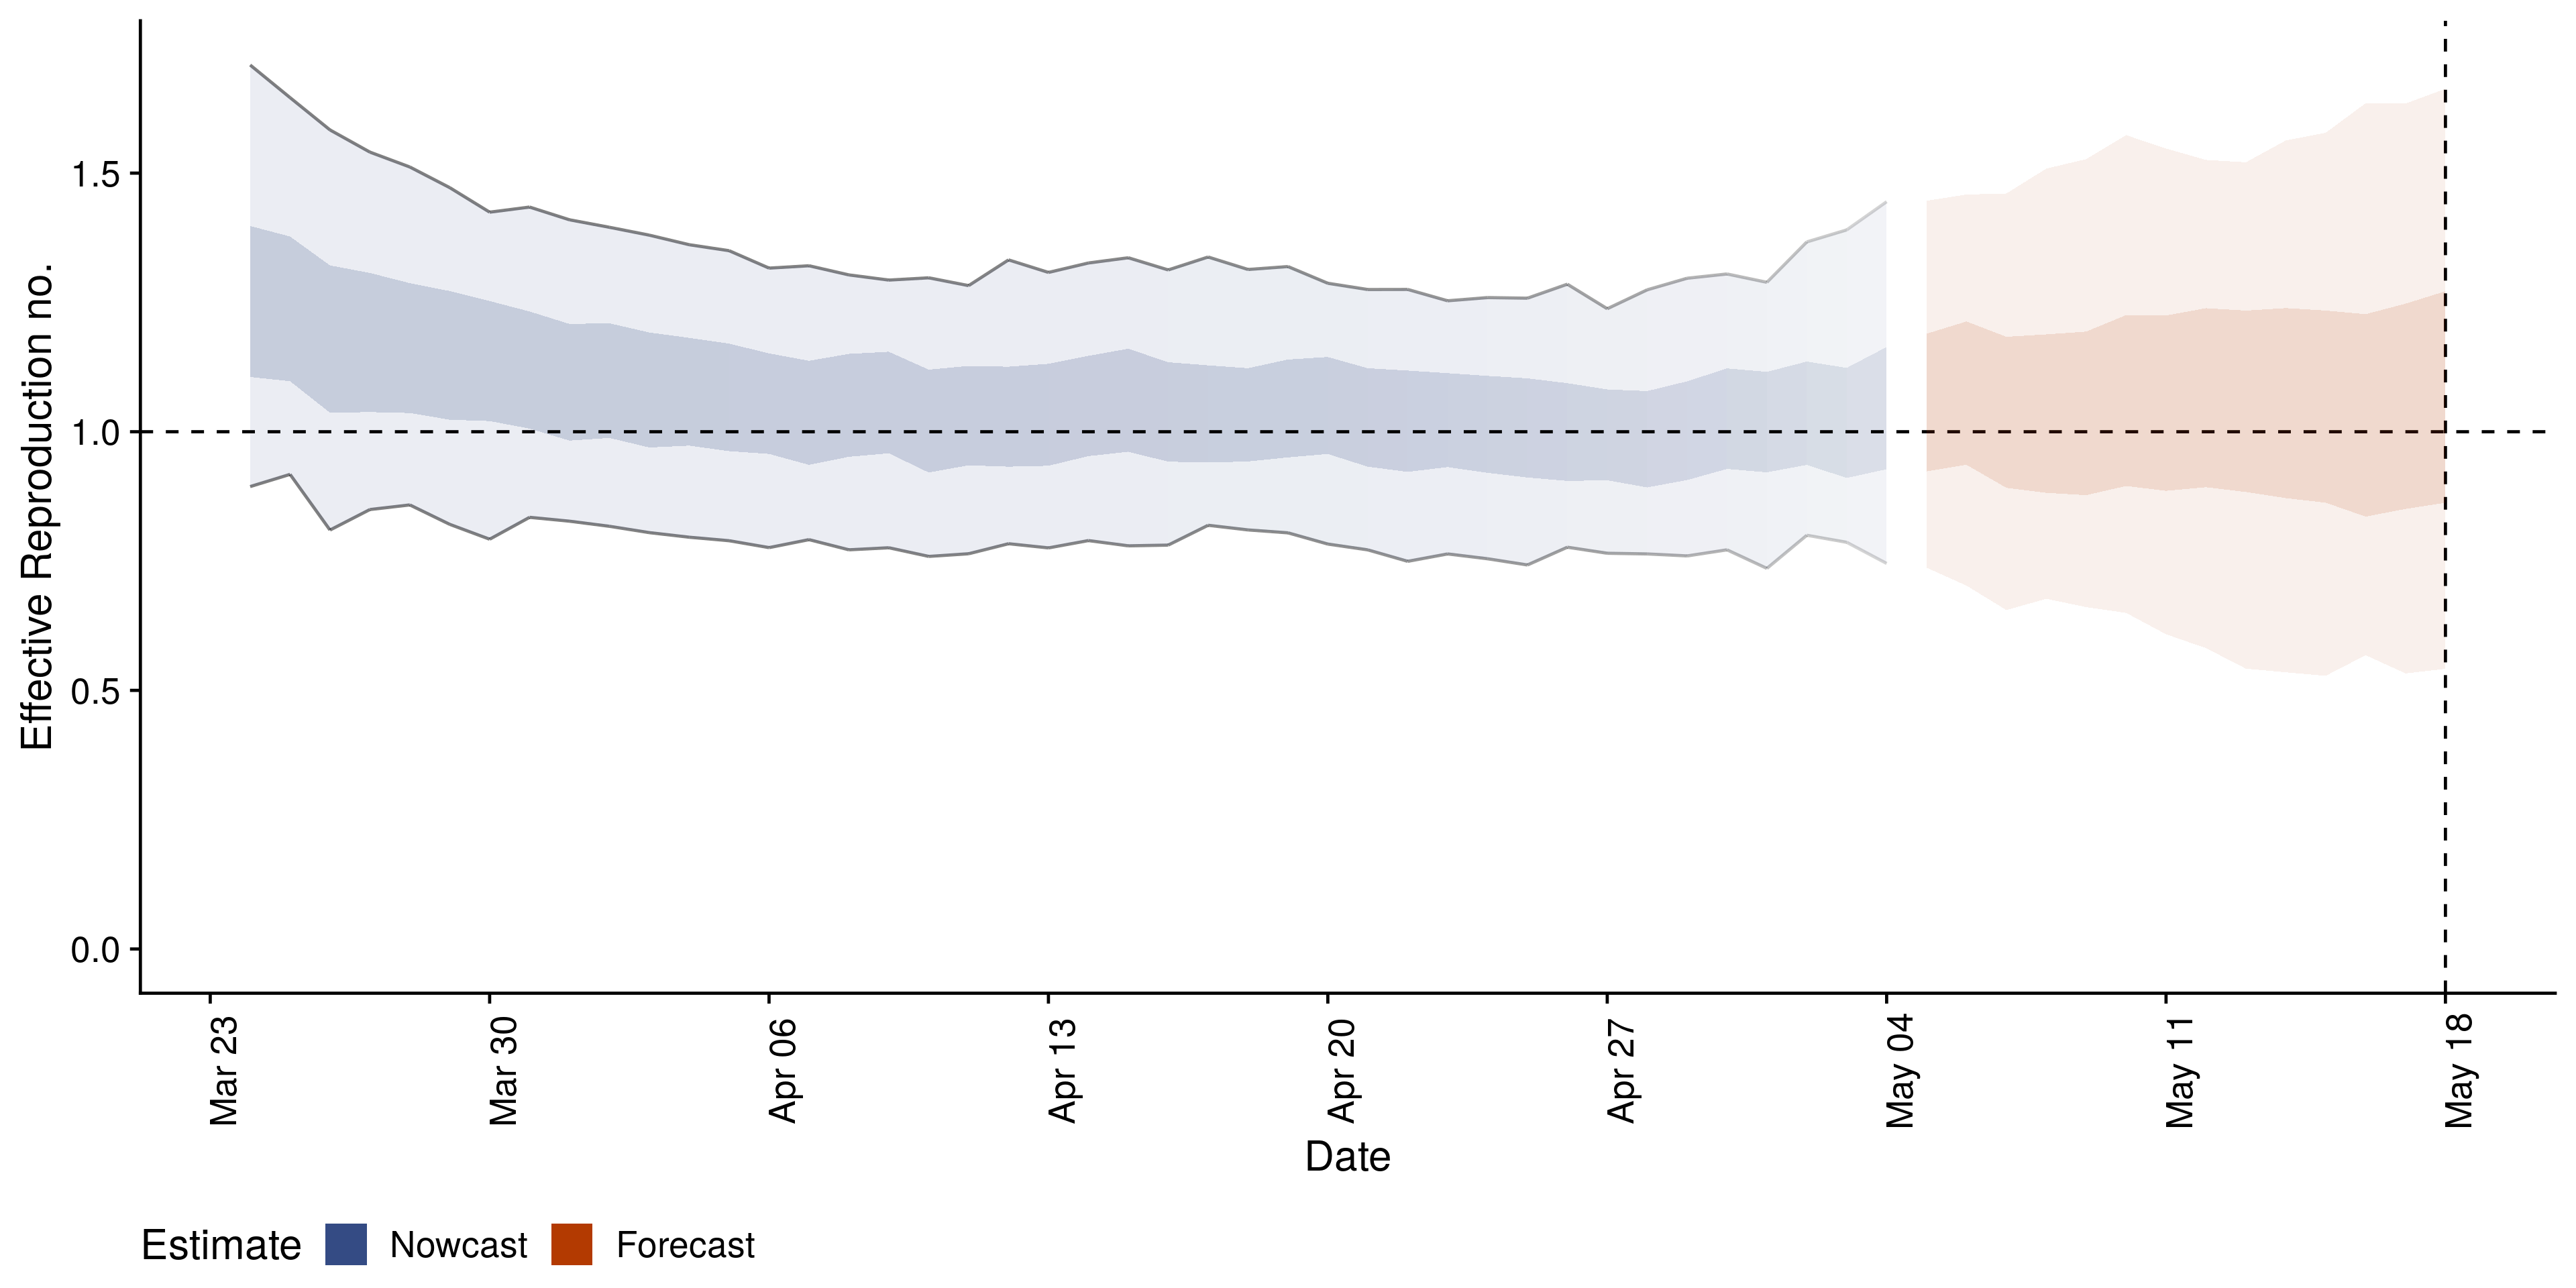 Effective Reproduction no.
1.5
1.0
0.5
0.0
Mar 23
Mar 30
Apr 06
Apr 13
Apr 20
Apr 27
May 04
May 11
May 18
Date
Estimate Nowcast Forecast